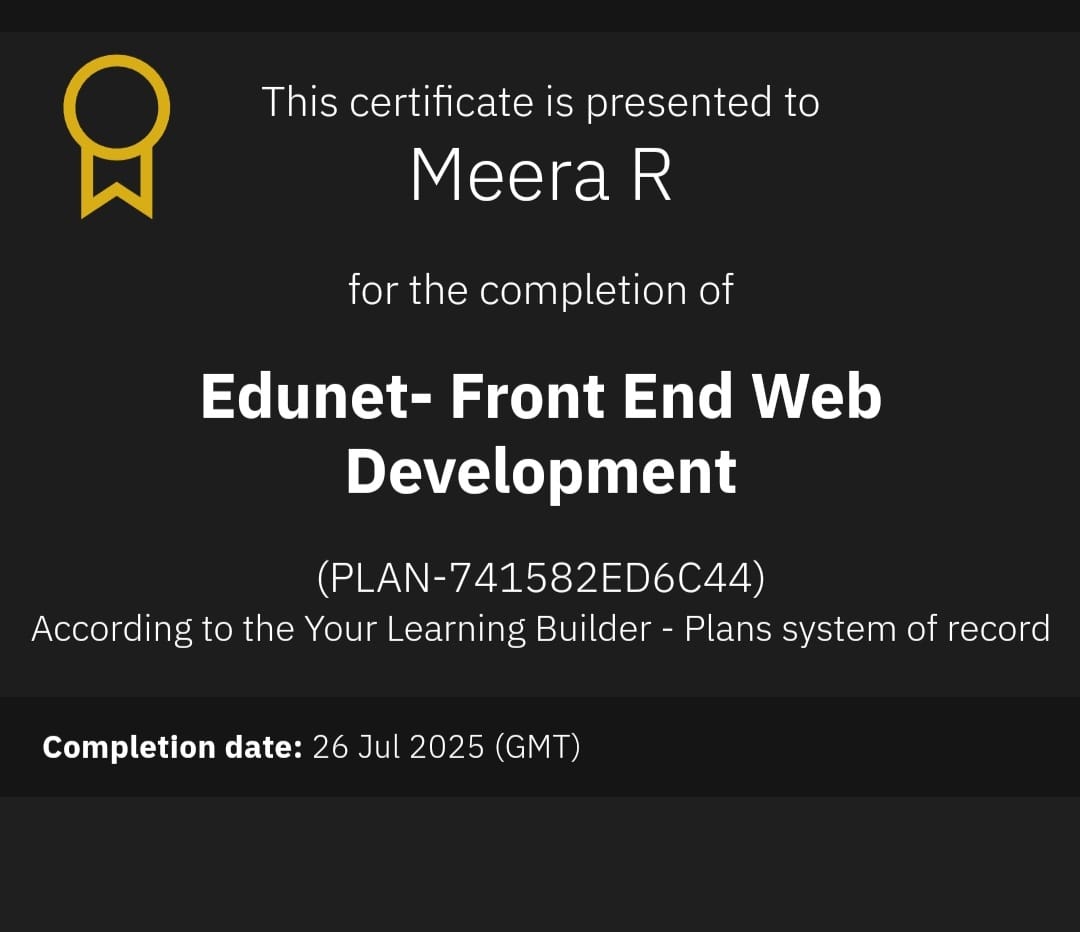 This certificate is presented to
Meera R
for the completion of
Edunet- Front End Web
Development
(PLAN-741582ED6C44)
According to the Your Learning Builder - Plans system of record
Completion date: 26 Jul 2025 (GMT)